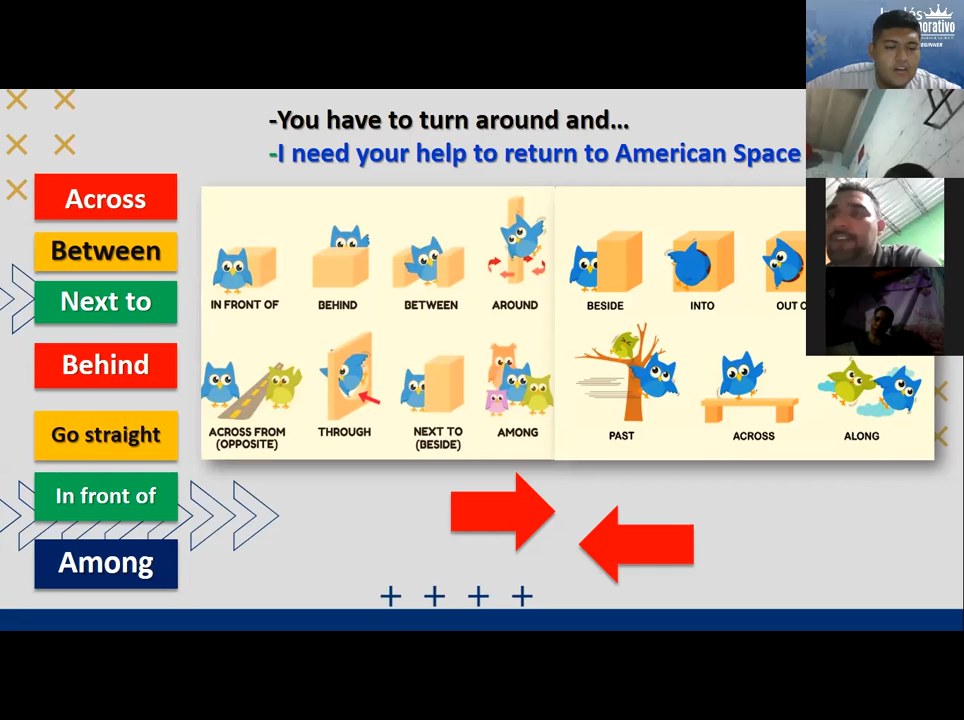 -You have to turn around and...
-I need your help to return to American Space
Across
Between
Next to
Behind
Go straight
In front of
Among
IN FRONT OF
BEHIND
BETWEEN
AROUND
BESIDE
INTO
ACROSS FROM
(OPPOSITE)
THROUGH
NEXT TO
(BESIDE)
AMONG
PAST
ACROSS
ALONG